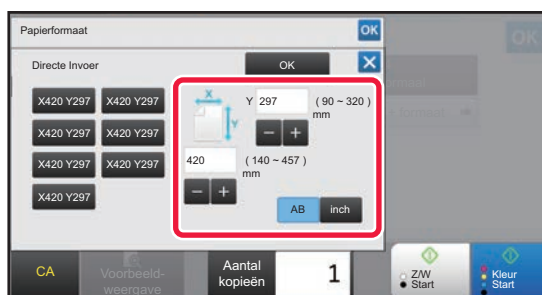 Papierformaat
OK
OK
Directe Invoer
OK
X420 Y297
X420 Y297
X
Y
Y 297
( 90 ~ 320 )
mm
X420 Y297
X420 Y297
X420 Y297
X420 Y297
420
( 140 ~ 457 )
mm
X420 Y297
AB
inch
CA
Voorbeeld-
weergave
Aantal
kopieën
1
Z/W
Start
Kleur
Start